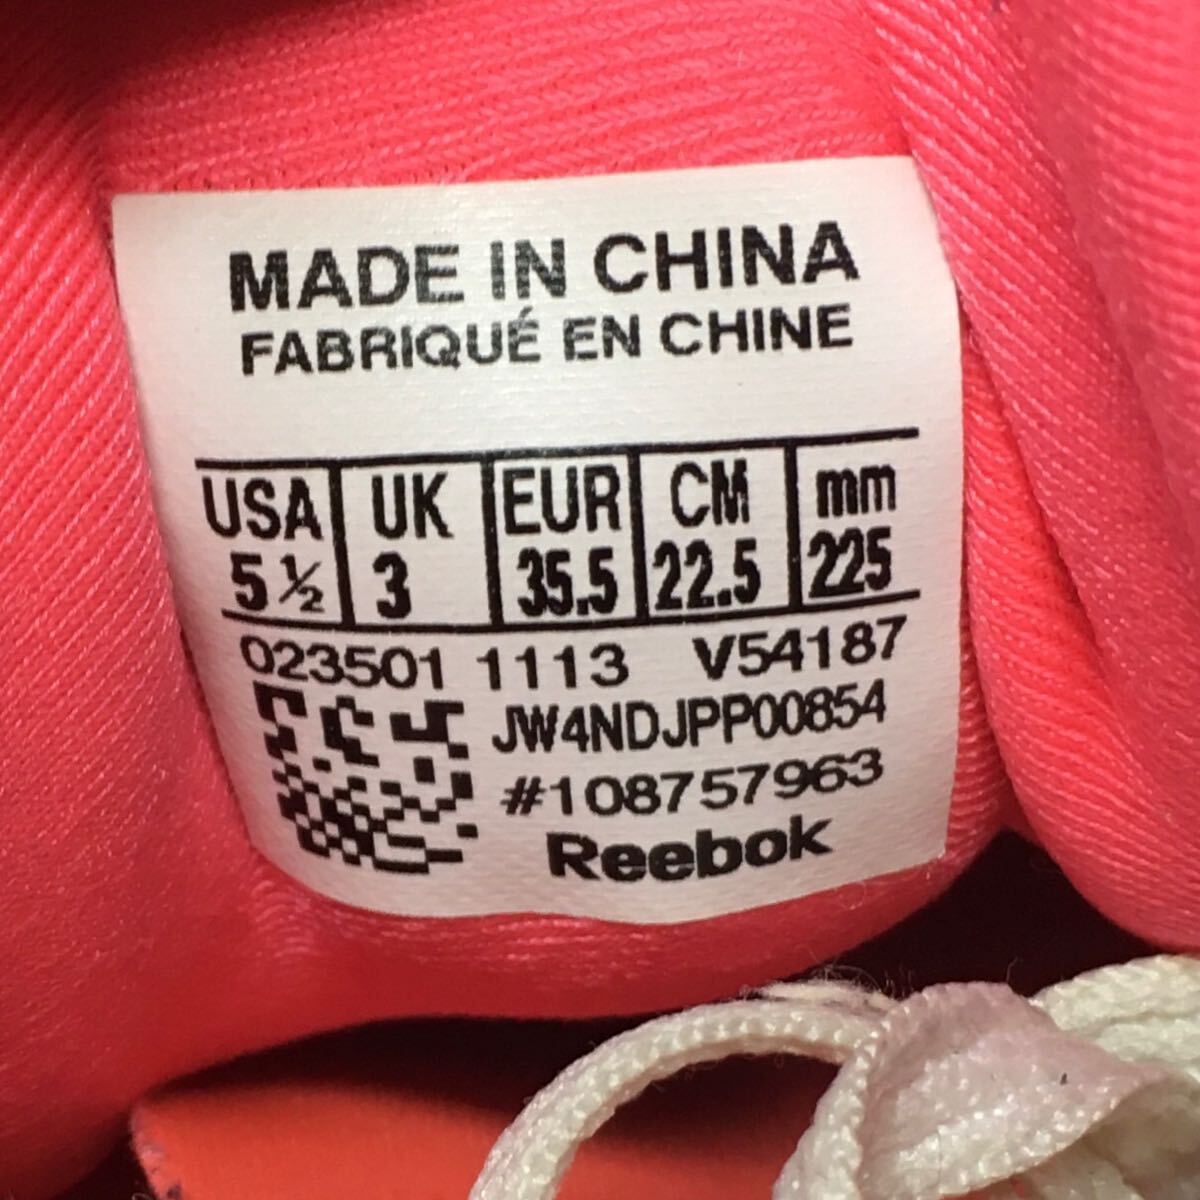 MADE IN CHINA
FABRIQUÉ EN CHINE
USA UK EUR CM mm
5½ 3 35.5 22.5 225
023501 1113 V54187
JW4NDJPP00854
#108757963
Reebok